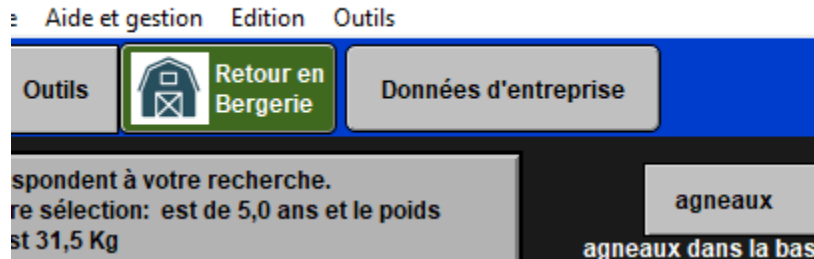 Aide et gestion Edition Outils
Outils
Retour en
Bergerie
Données d'entreprise
spondent à votre recherche.
re sélection: est de 5,0 ans et le poids
st 31,5 Kg
agneaux
agneaux dans la bas